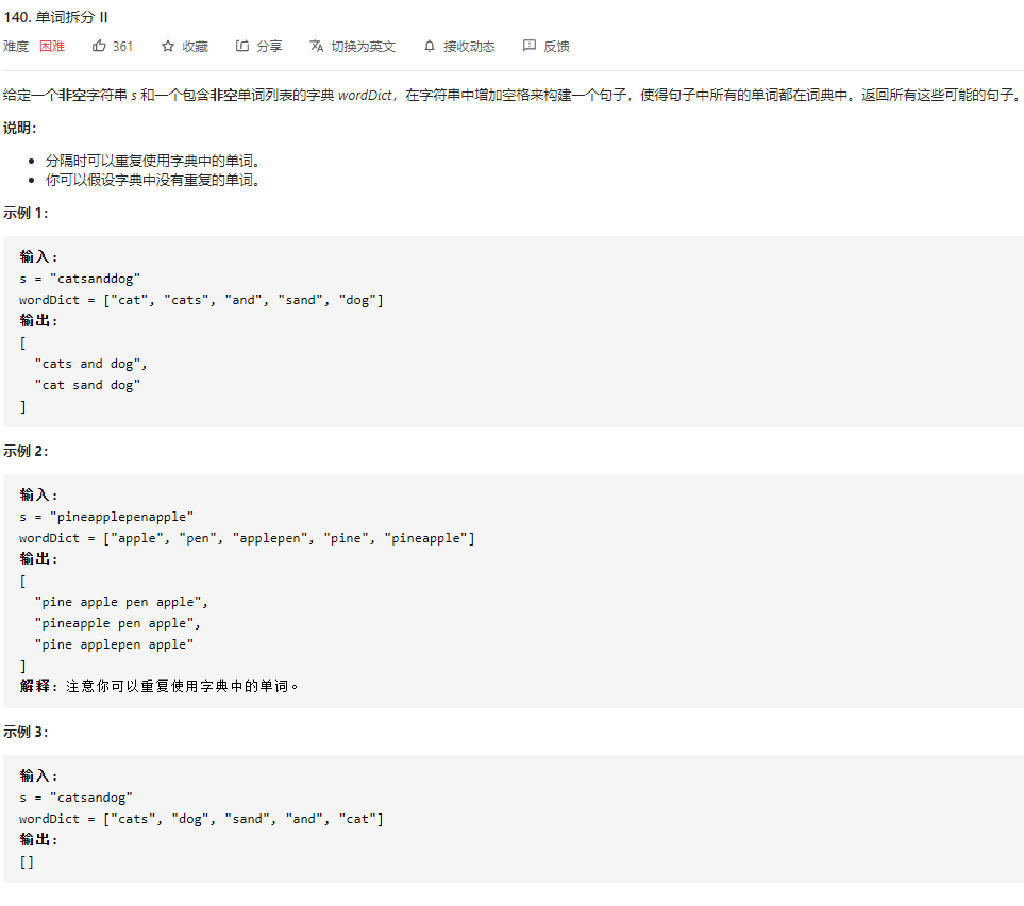 140. 单词拆分 II
难度 困难 361 收藏 分享 切换为英文 接收动态 反馈
给定一个非空字符串 s 和一个包含非空单词列表的字典 wordDict，在字符串中增加空格来构建一个句子，使得句子中所有的单词都在词典中。返回所有这些可能的句子。
说明：
分隔时可以重复使用字典中的单词。
你可以假设字典中没有重复的单词。
示例 1：
输入:
s = "catsanddog"
wordDict = ["cat", "cats", "and", "sand", "dog"]
输出:
[
"cats and dog",
"cat sand dog"
]
示例 2：
输入:
s = "pineapplepenapple"
wordDict = ["apple", "pen", "applepen", "pine", "pineapple"]
输出:
[
"pine apple pen apple",
"pineapple pen apple",
"pine applepen apple"
]
解释: 注意你可以重复使用字典中的单词。
示例 3：
输入:
s = "catsandog"
wordDict = ["cats", "dog", "sand", "and", "cat"]
输出:
[]